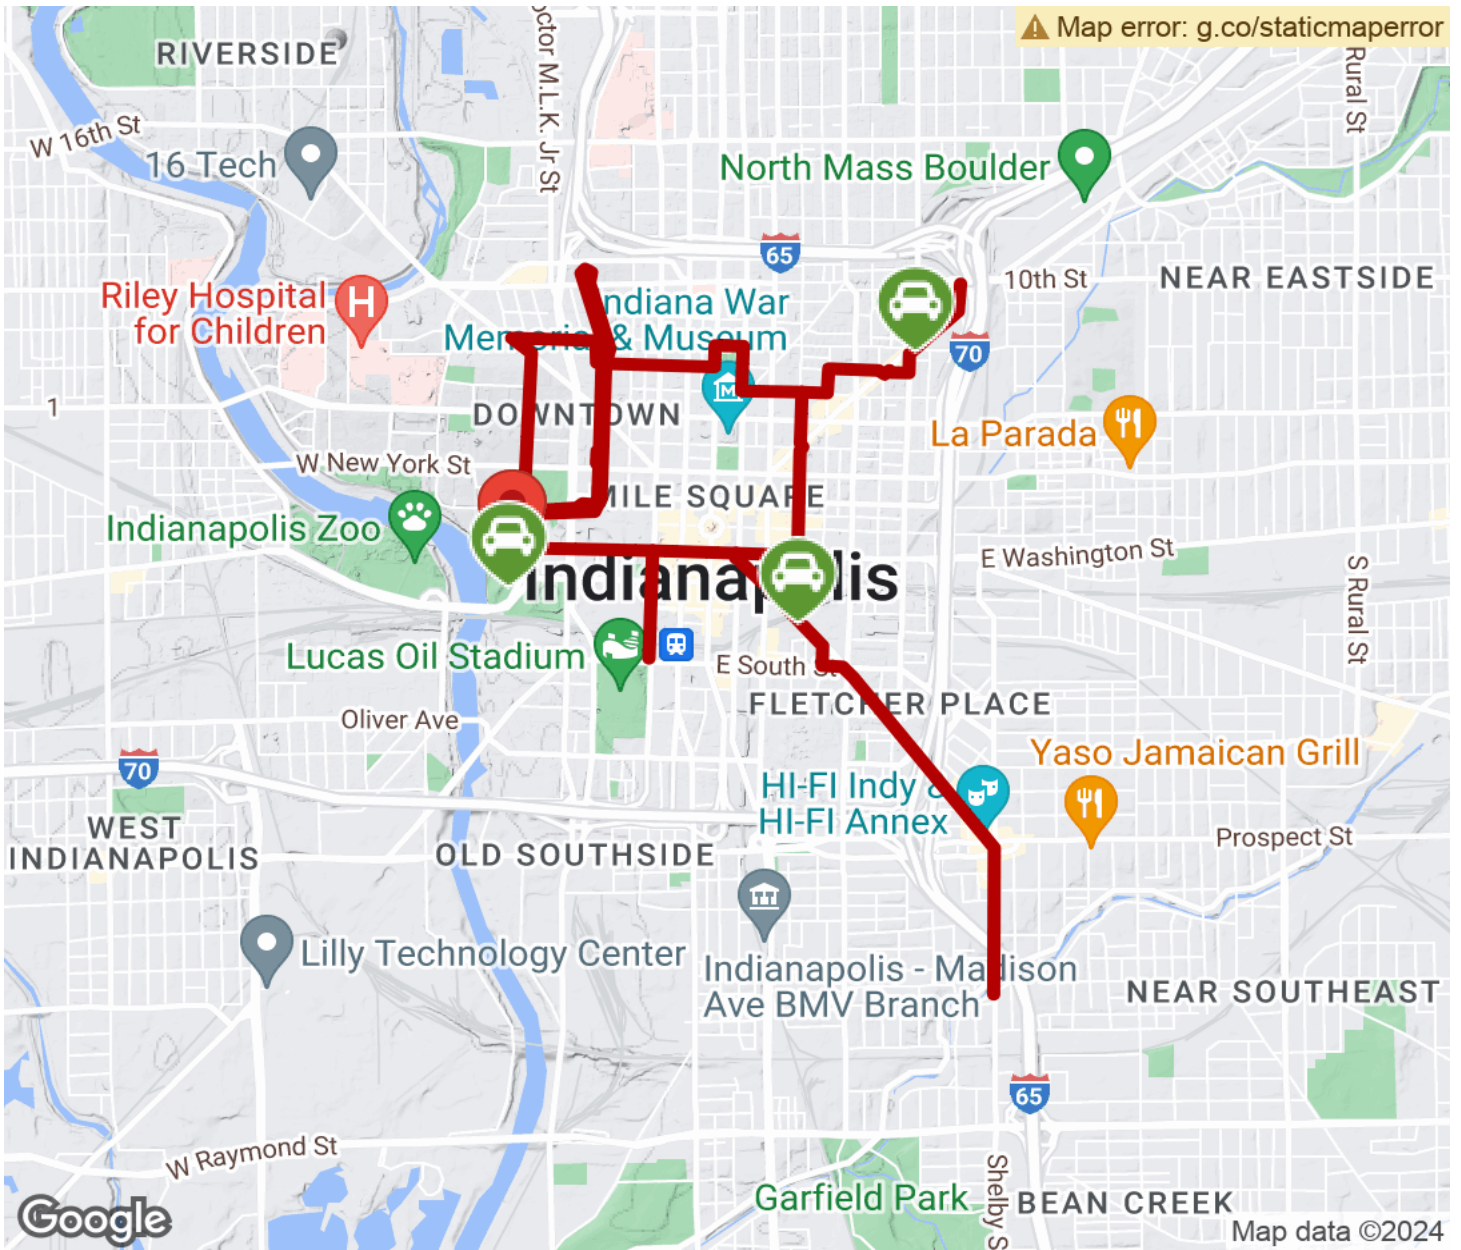 Map error: g.co/staticmaperror
RIVERSIDE
octor M.L.K. Jr St
Rural St
W 16th St
16 Tech
North Mass Boulder
65
10th St
NEAR EASTSIDE
Riley Hospital
for Children
H
Indiana War
Memorial & Museum
70
1
DOWNTOWN
M
La Parada
W New York St
MILE SQUARE
Indianapolis Zoo
E Washington St
Indianapolis
S Rural St
Lucas Oil Stadium
E South St
FLETCHER PLACE
Oliver Ave
Yaso Jamaican Grill
70
HI-FI Indy &
HI-FI Annex
WEST
INDIANAPOLIS
OLD SOUTHSIDE
Prospect St
Lilly Technology Center
Indianapolis - Madison
Ave BMV Branch
NEAR SOUTHEAST
65
W Raymond St
Shelby S
Garfield Park
BEAN CREEK
Google
Map data ©2024